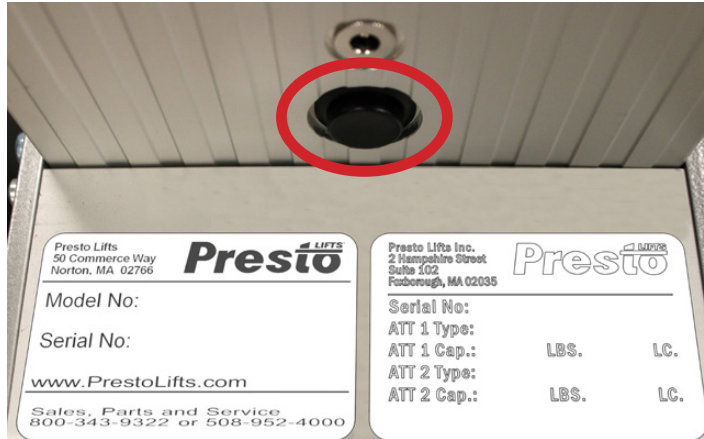 Presto Lifts
50 Commerce Way
Norton, MA 02766
Presto LIFTS
Model No:
Serial No:
www.PrestoLifts.com
Sales, Parts and Service
800-343-9322 or 508-952-4000
Presto Lifts Inc.
2 Hampshire Street
Suite 102
Foxborough, MA 02035
Presto LIFTS
Serial No:
ATT 1 Type:
ATT 1 Cap.: LBS. LC.
ATT 2 Type:
ATT 2 Cap.: LBS. LC.